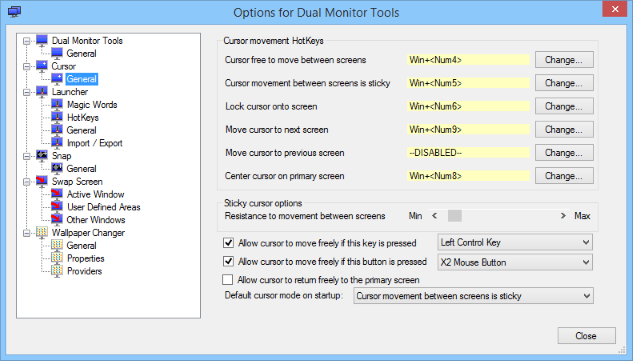 Options for Dual Monitor Tools
Dual Monitor Tools
General
Cursor
General
Launcher
Magic Words
HotKeys
General
Import / Export
Snap
General
Swap Screen
Active Window
User Defined Areas
Other Windows
Wallpaper Changer
General
Properties
Providers
Cursor movement HotKeys
Cursor free to move between screens Win+<Num4> Change...
Cursor movement between screens is sticky Win+<Num5> Change...
Lock cursor onto screen Win+<Num6> Change...
Move cursor to next screen Win+<Num9> Change...
Move cursor to previous screen --DISABLED-- Change...
Center cursor on primary screen Win+<Num8> Change...
Sticky cursor options
Resistance to movement between screens Min < > Max
Allow cursor to move freely if this key is pressed Left Control Key
Allow cursor to move freely if this button is pressed X2 Mouse Button
Allow cursor to return freely to the primary screen
Default cursor mode on startup: Cursor movement between screens is sticky
Close